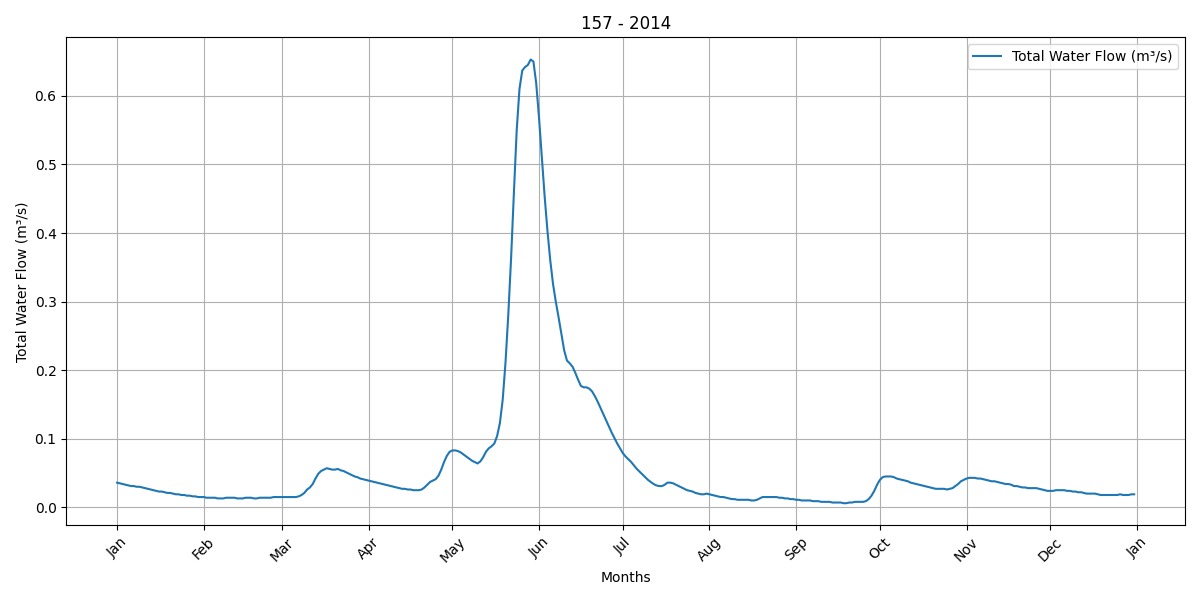 157 - 2014
Total Water Flow (m³/s)
Total Water Flow (m³/s)
0.6
0.5
0.4
0.3
0.2
0.1
0.0
Jan
Feb
Mar
Apr
May
Jun
Jul
Aug
Sep
Oct
Nov
Dec
Jan
Months